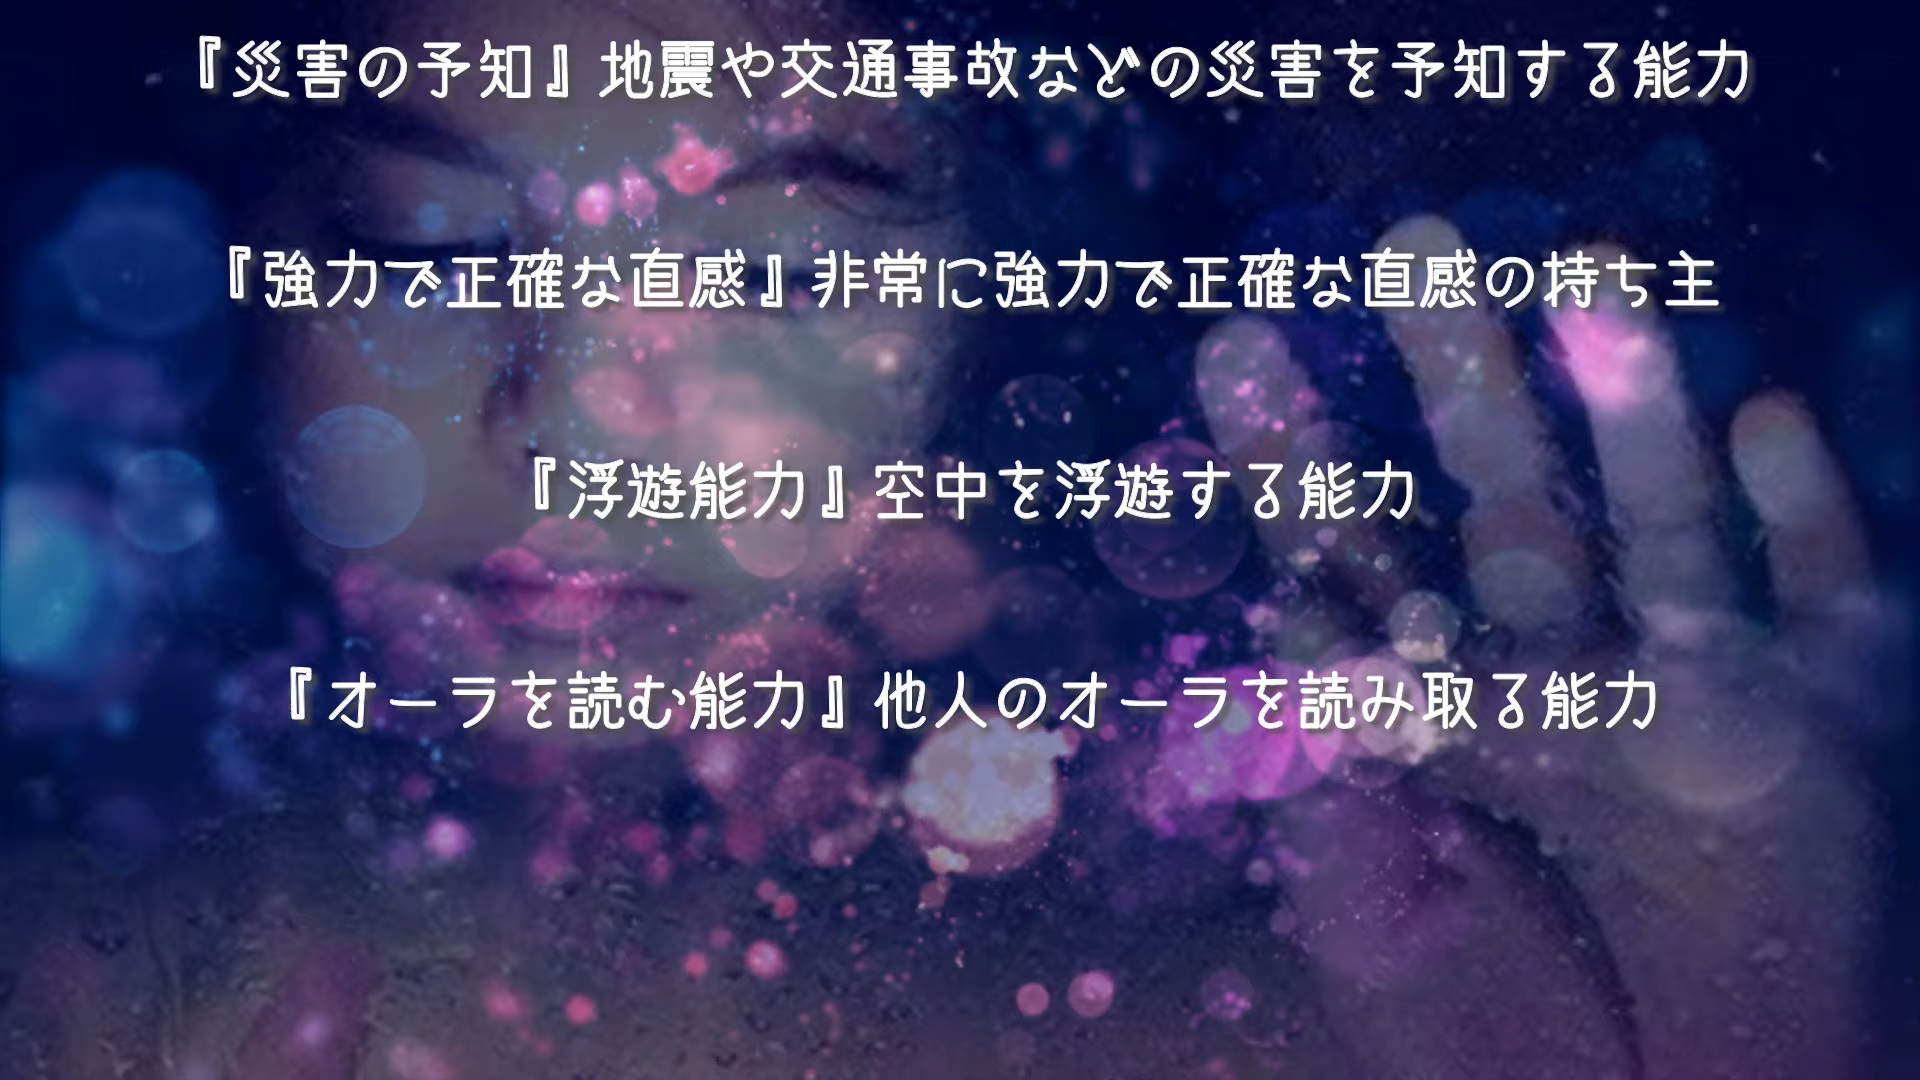 『災害の予知』地震や交通事故などの災害を予知する能力
『強力で正確な直感』非常に強力で正確な直感の持ち主
『浮遊能力』空中を浮遊する能力
『オーラを読む能力』他人のオーラを読み取る能力